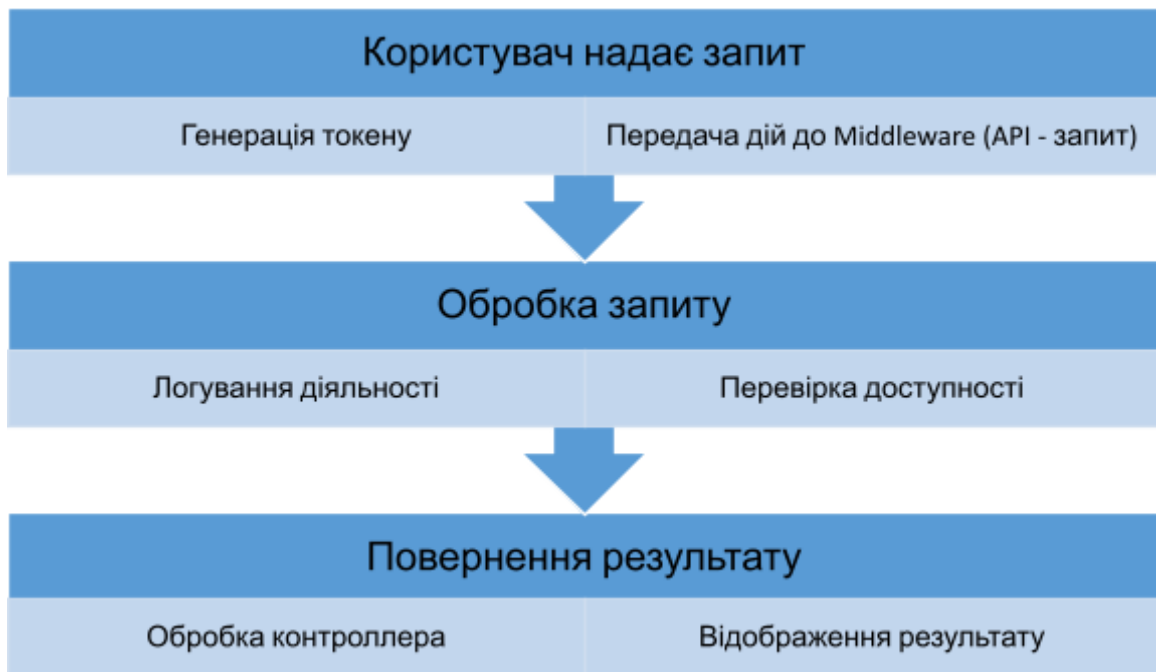 Користувач надає запит
Генерація токену
Передача дій до Middleware (API - запит)
Обробка запиту
Логування діяльності
Перевірка доступності
Повернення результату
Обробка контроллера
Відображення результату